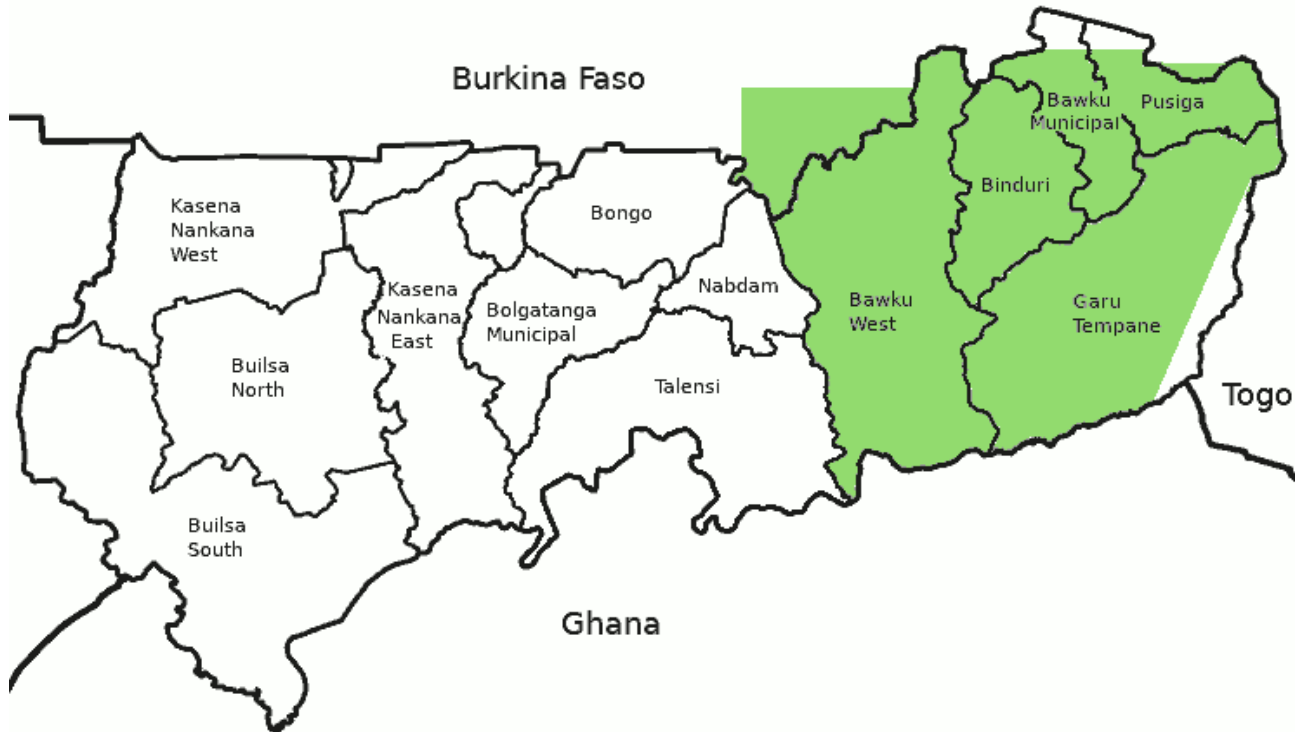 Burkina Faso
Bawku
Municipal
Pusiga
Kasena
Nankana
West
Bongo
Binduri
Nabdam
Kasena
Nankana
East
Bolgatanga
Municipal
Bawku
West
Garu
Tempane
Builsa
North
Talensi
Togo
Builsa
South
Ghana